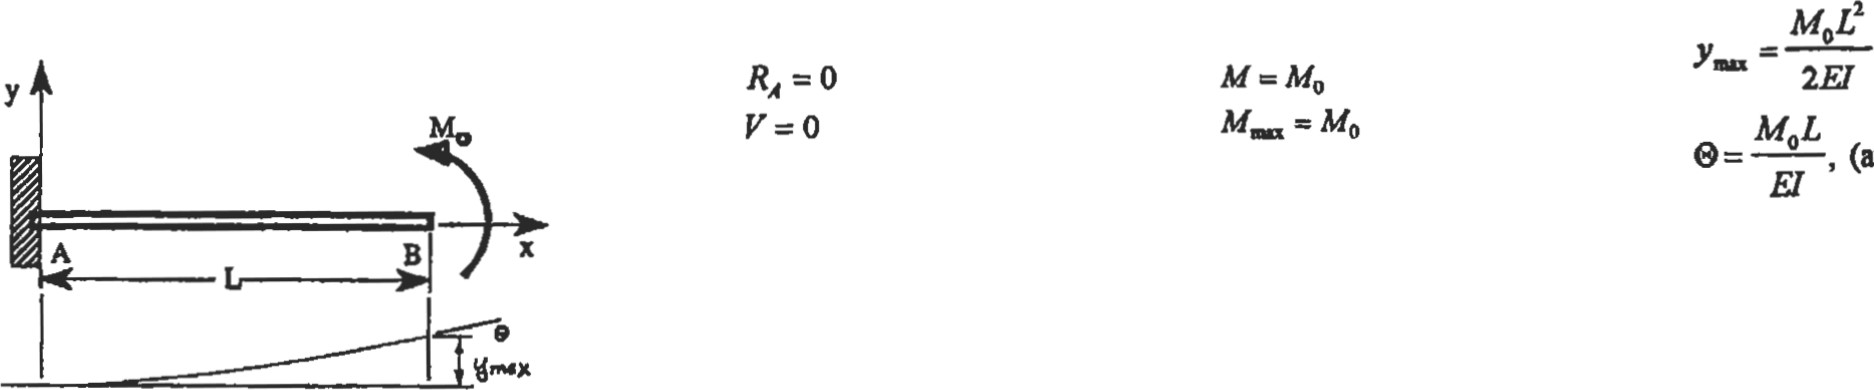 y
M₀
A
B
x
L
Θ
ymax
R_A = 0
V = 0
M = M₀
M_max = M₀
y_max = M₀L² / 2EI
Θ = M₀L / EI, (a